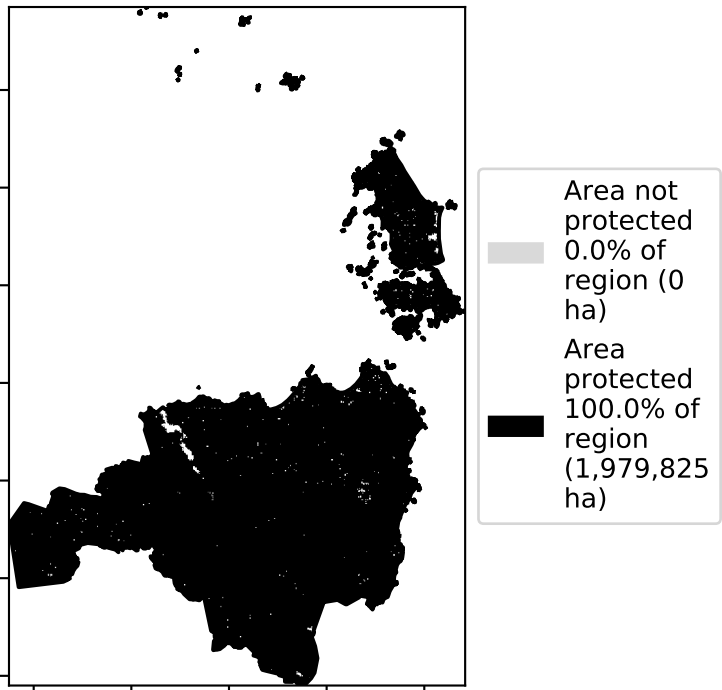 Area not
protected
0.0% of
region (0
ha)
Area
protected
100.0% of
region
(1,979,825
ha)